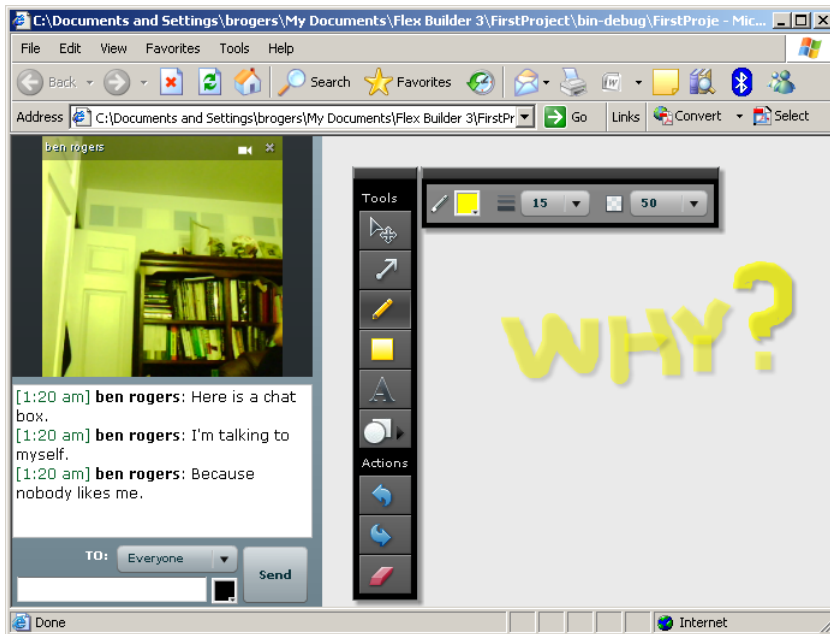 C:\Documents and Settings\brogers\My Documents\Flex Builder 3\FirstProject\bin-debug\FirstProje - Mic...
File Edit View Favorites Tools Help
Back Search Favorites
Address C:\Documents and Settings\brogers\My Documents\Flex Builder 3\FirstPr Go Links Convert Select
ben rogers
Tools
15 50
WHY?
[1:20 am] ben rogers: Here is a chat
box.
[1:20 am] ben rogers: I'm talking to
myself.
[1:20 am] ben rogers: Because
nobody likes me.
Actions
TO: Everyone
Send
Done Internet